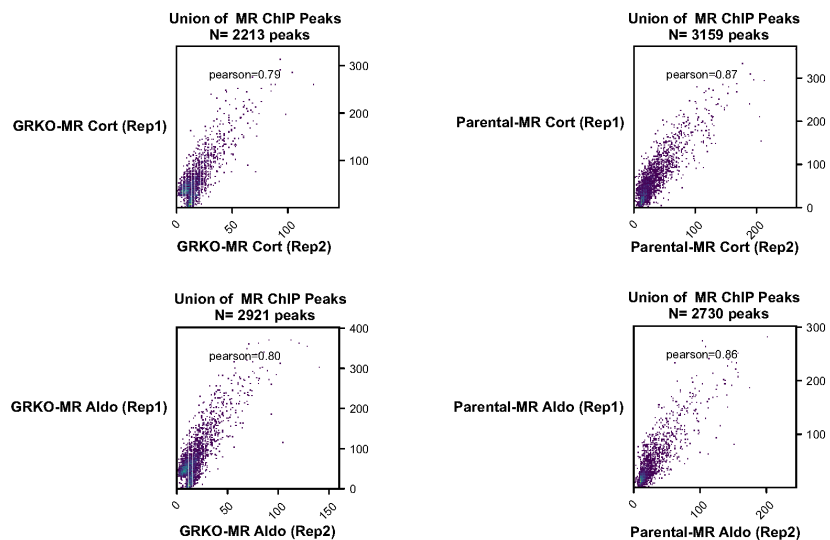 Union of MR ChIP Peaks
N= 2213 peaks
pearson=0.79
GRKO-MR Cort (Rep1)
300
200
100
0
50
100
GRKO-MR Cort (Rep2)
Union of MR ChIP Peaks
N= 3159 peaks
pearson=0.87
Parental-MR Cort (Rep1)
300
200
100
0
0
100
200
Parental-MR Cort (Rep2)
Union of MR ChIP Peaks
N= 2921 peaks
pearson=0.80
GRKO-MR Aldo (Rep1)
400
300
200
100
0
0
50
100
150
GRKO-MR Aldo (Rep2)
Union of MR ChIP Peaks
N= 2730 peaks
pearson=0.86
Parental-MR Aldo (Rep1)
300
200
100
0
100
200
Parental-MR Aldo (Rep2)